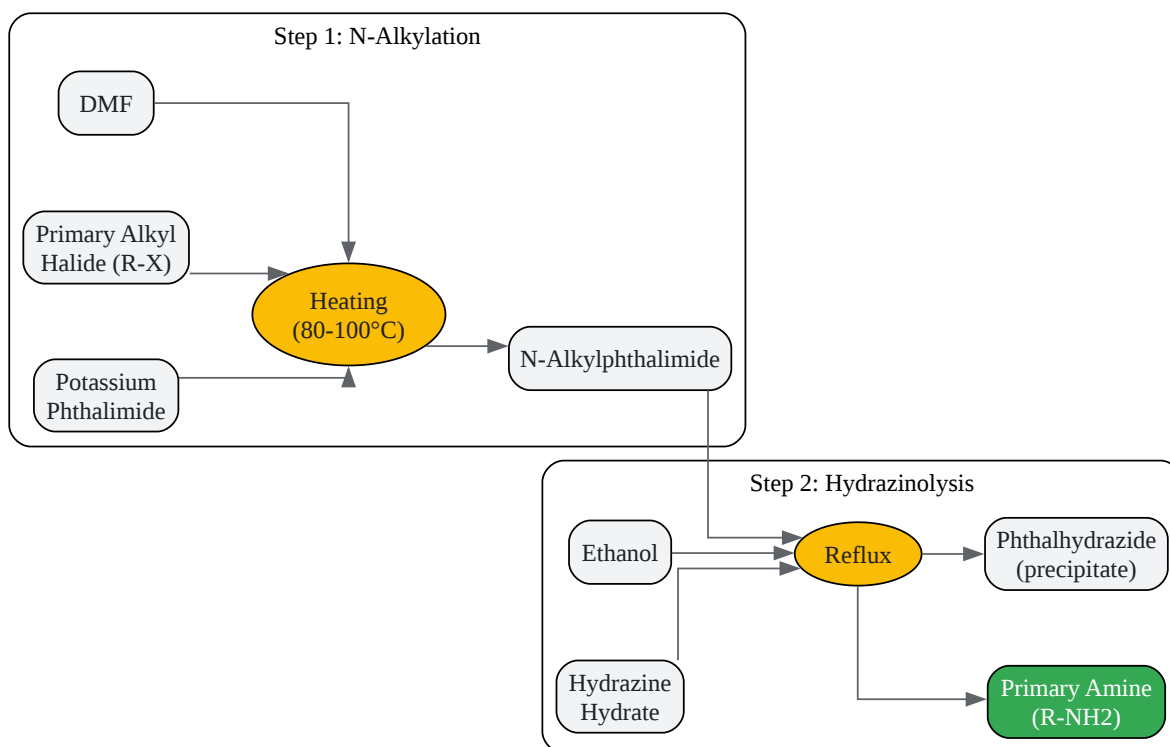 Step 1: N-Alkylation
DMF
Primary Alkyl
Halide (R-X)
Heating
(80-100°C)
Potassium
Phthalimide
N-Alkylphthalimide
Step 2: Hydrazinolysis
Ethanol
Hydrazine
Hydrate
Reflux
Phthalhydrazide
(precipitate)
Primary Amine
(R-NH2)